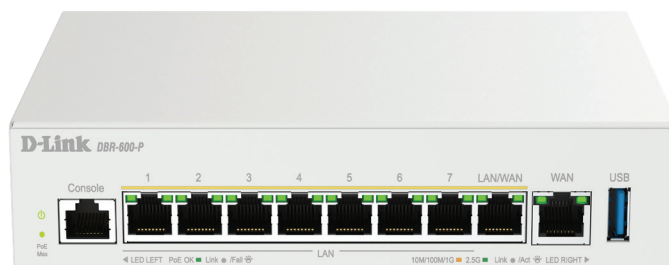 D-Link DBR-600-P
1 2 3 4 5 6 7 LAN/WAN WAN USB
Console
PoE
Max
LAN
◀ LED LEFT PoE OK ■ Link ● /Fail 10M/100M/1G ■ 2.5G ■ Link ● /Act LED RIGHT ▶